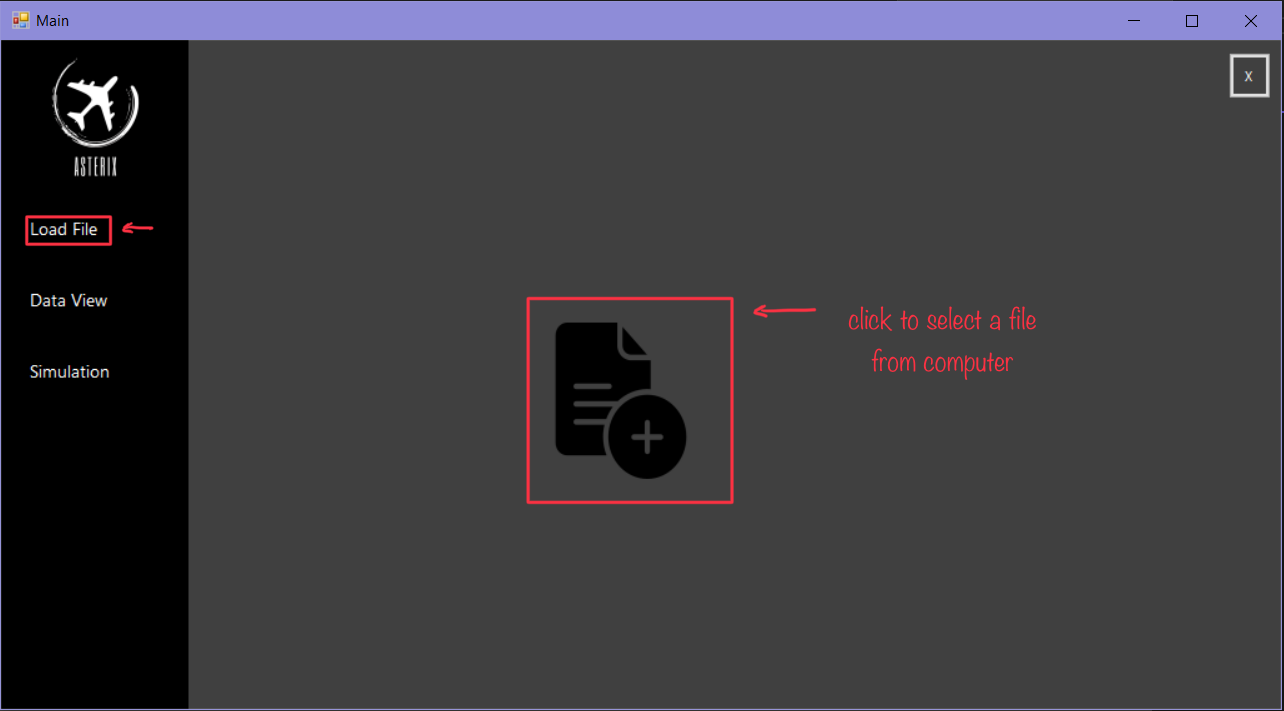 Main
x
ASTERIX
Load File
Data View
Simulation
click to select a file
from computer